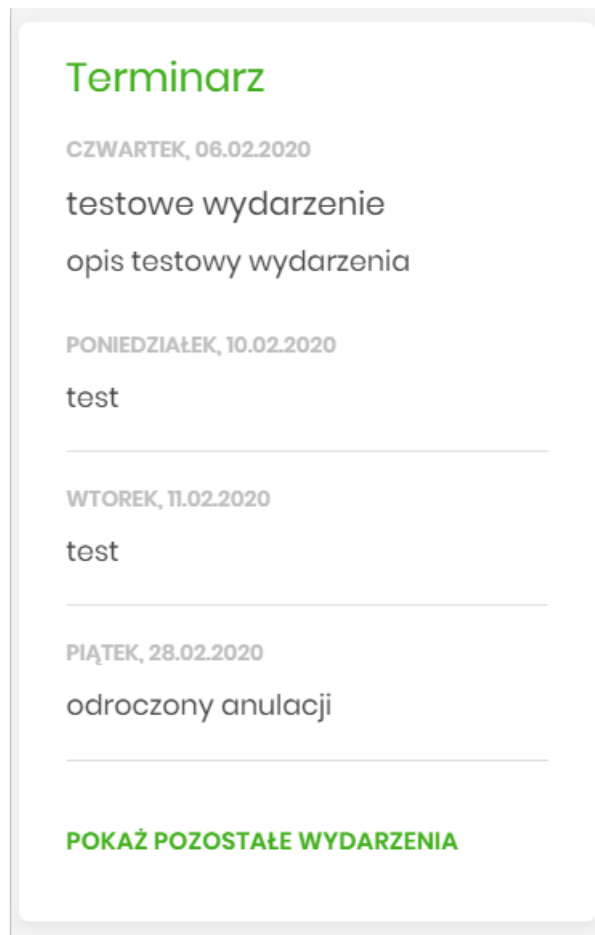 Terminarz
CZWARTEK, 06.02.2020
testowe wydarzenie
opis testowy wydarzenia
PONIEDZIAŁEK, 10.02.2020
test
WTOREK, 11.02.2020
test
PIĄTEK, 28.02.2020
odroczony anulacji
POKAŻ POZOSTAŁE WYDARZENIA